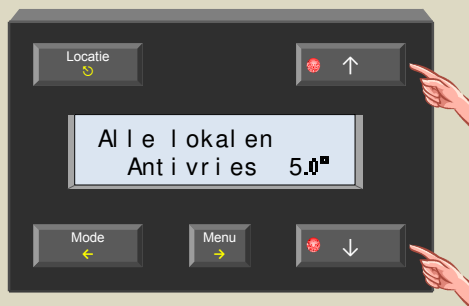 Locatie
↑
Alle lokalen
Antivries 5.0°
Mode
←
Menu
→
↓